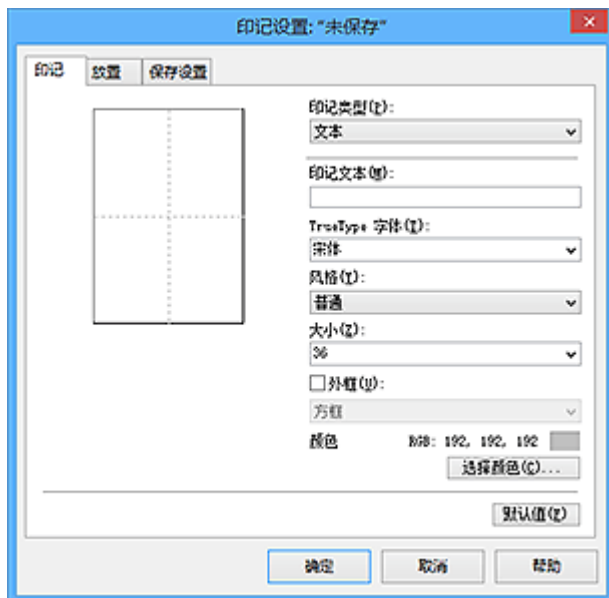 印记设置: "未保存"
印记 放置 保存设置
印记类型(P):
文本
印记文本(M):
TrueType 字体(T):
宋体
风格(Y):
普通
大小(Z):
36
外框(U):
方框
颜色 RGB: 192, 192, 192
选择颜色(C)...
默认值(F)
确定 取消 帮助